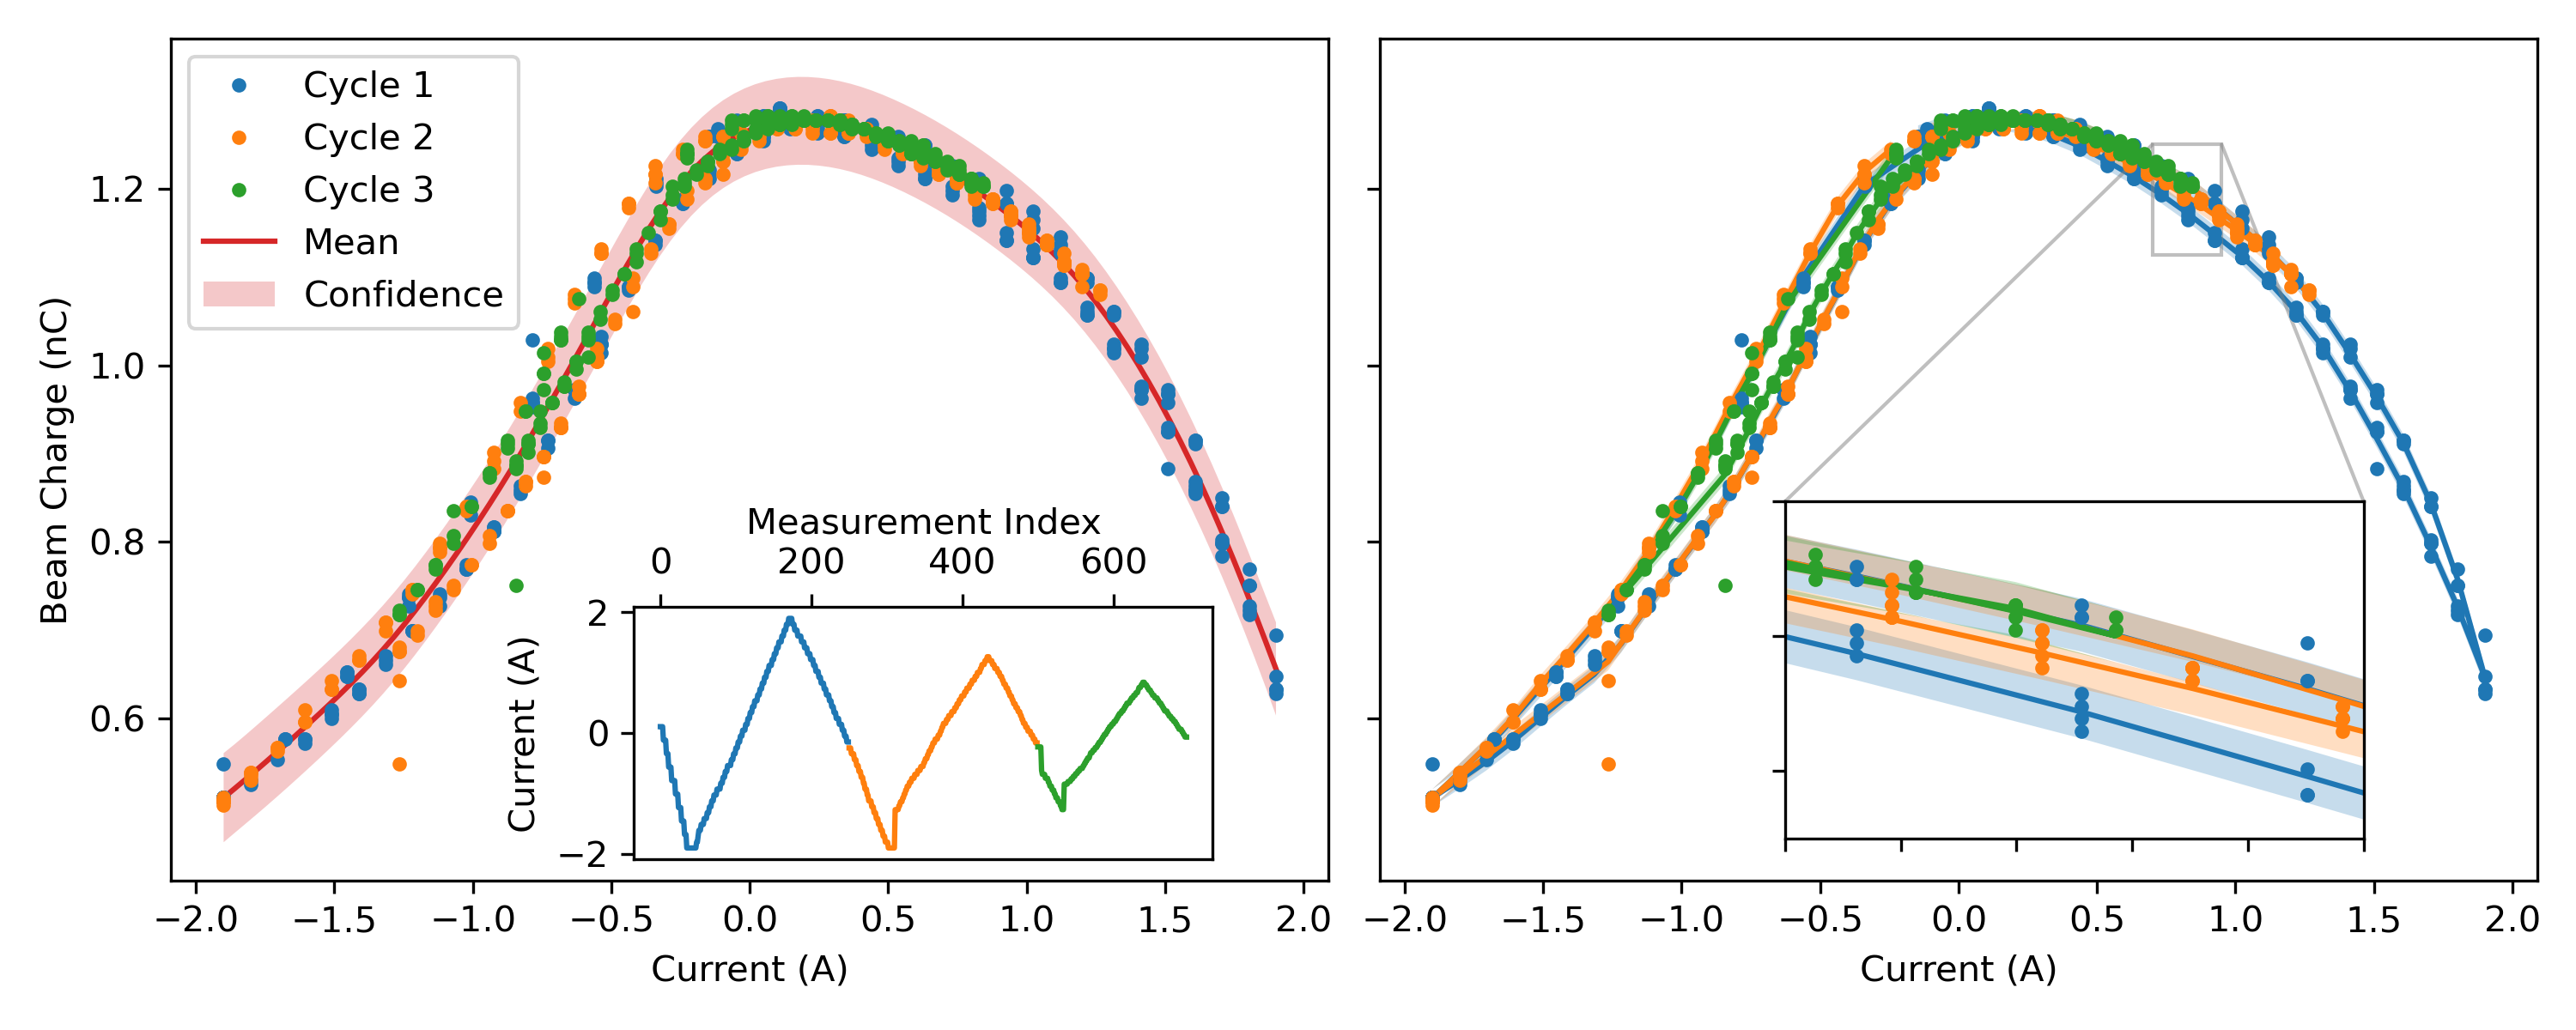 Cycle 1
Cycle 2
Cycle 3
Mean
Confidence
Beam Charge (nC)
1.2
1.0
0.8
0.6
Measurement Index
0 200 400 600
Current (A)
2
0
−2
−2.0 −1.5 −1.0 −0.5 0.0 0.5 1.0 1.5 2.0
Current (A)
−2.0 −1.5 −1.0 −0.5 0.0 0.5 1.0 1.5 2.0
Current (A)